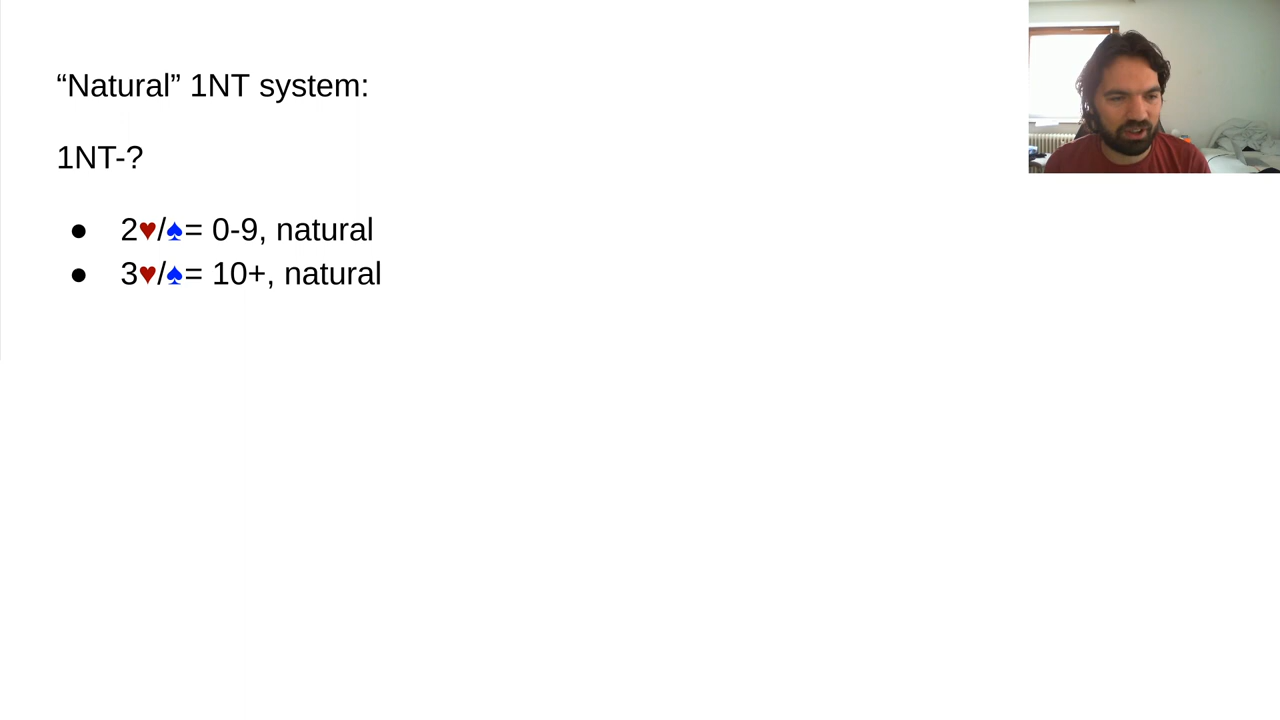 “Natural” 1NT system:
1NT-?
● 2♥/♠= 0-9, natural
● 3♥/♠= 10+, natural